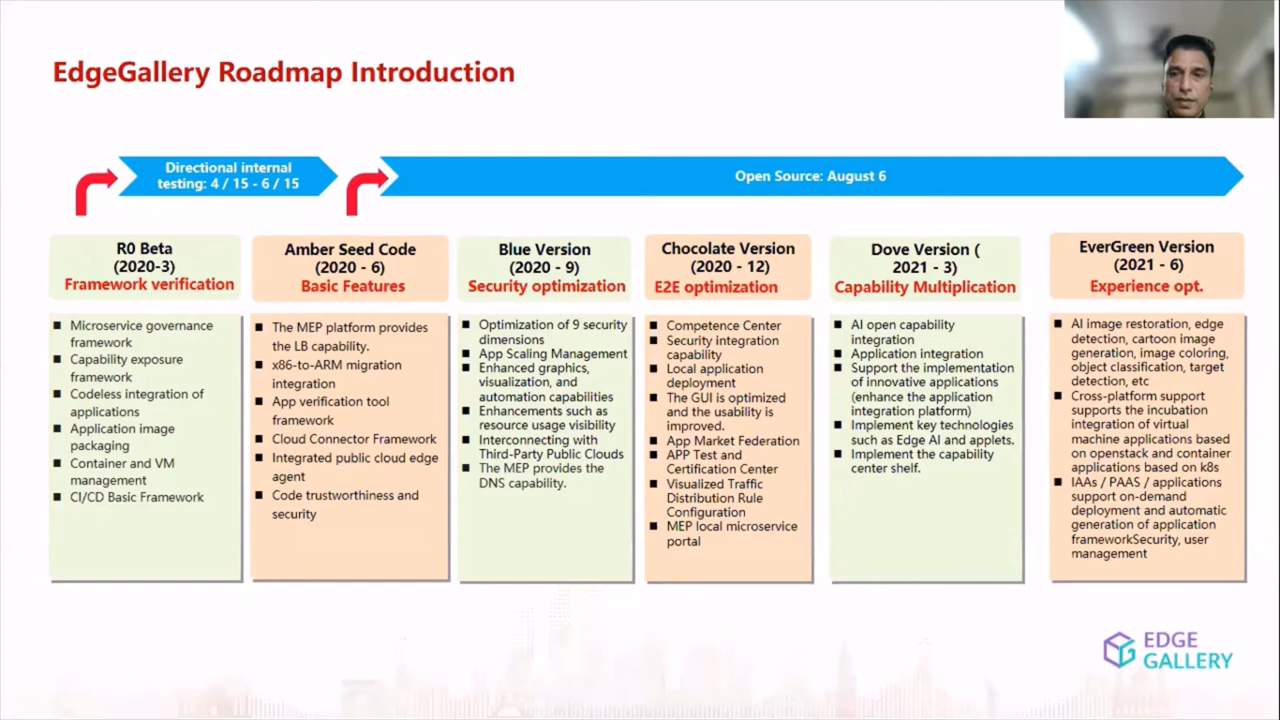 EdgeGallery Roadmap Introduction
Directional internal
testing: 4 / 15 - 6 / 15
Open Source: August 6
R0 Beta
(2020-3)
Framework verification
■ Microservice governance
framework
■ Capability exposure
framework
■ Codeless integration of
applications
■ Application image
packaging
■ Container and VM
management
■ CI/CD Basic Framework
Amber Seed Code
(2020 - 6)
Basic Features
■ The MEP platform provides
the LB capability.
■ x86-to-ARM migration
integration
■ App verification tool
framework
■ Cloud Connector Framework
■ Integrated public cloud edge
agent
■ Code trustworthiness and
security
Blue Version
(2020 - 9)
Security optimization
■ Optimization of 9 security
dimensions
■ App Scaling Management
■ Enhanced graphics,
visualization, and
automation capabilities
■ Enhancements such as
resource usage visibility
■ Interconnecting with
Third-Party Public Clouds
■ The MEP provides the
DNS capability.
Chocolate Version
(2020 - 12)
E2E optimization
■ Competence Center
■ Security integration
capability
■ Local application
deployment
■ The GUI is optimized
and the usability is
improved.
■ App Market Federation
■ APP Test and
Certification Center
■ Visualized Traffic
Distribution Rule
Configuration
■ MEP local microservice
portal
Dove Version (
2021 - 3)
Capability Multiplication
■ AI open capability
integration
■ Application integration
■ Support the implementation
of innovative applications
(enhance the application
integration platform)
■ Implement key technologies
such as Edge AI and applets.
■ Implement the capability
center shelf.
EverGreen Version
(2021 - 6)
Experience opt.
■ AI image restoration, edge
detection, cartoon image
generation, image coloring,
object classification, target
detection, etc
■ Cross-platform support
supports the incubation
integration of virtual
machine applications based
on openstack and container
applications based on k8s
■ IAAs / PAAS / applications
support on-demand
deployment and automatic
generation of application
frameworkSecurity, user
management
EDGE
GALLERY